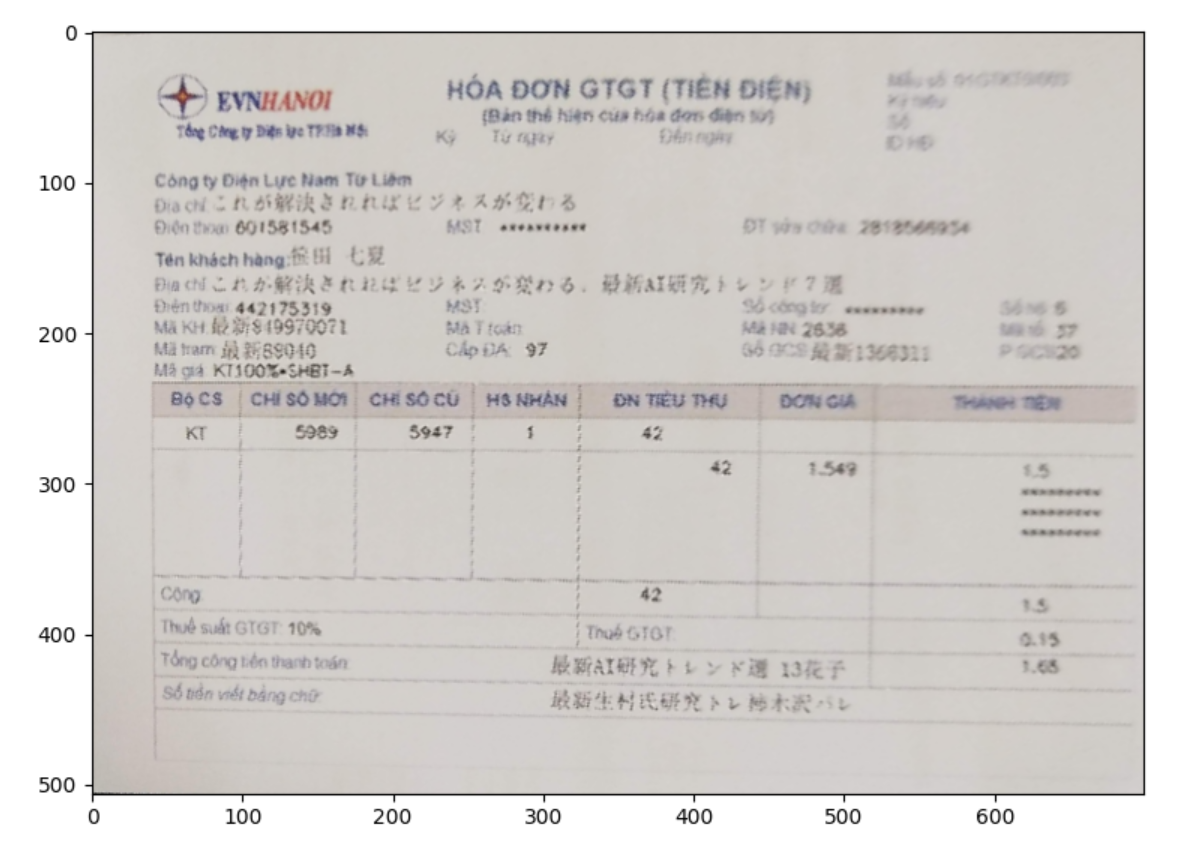 EVNHANOI
Tổng Công ty Điện lực TP.Hà Nội
HÓA ĐƠN GTGT (TIỀN ĐIỆN)
(Bản thể hiện của hóa đơn điện tử)
Kỳ Từ ngày Đến ngày
Mẫu số
Ký hiệu
Số
ID HĐ
Công ty Điện Lực Nam Từ Liêm
Địa chỉ これが解決されればビジネスが変わる
Điện thoại 601581545 MST ********** ĐT sửa chữa 2818566954
Tên khách hàng: 笹田 七夏
Địa chỉ これが解決されればビジネスが変わる、最新AI研究トレンド7選
Điện thoại 442175319 MST: Số công tơ *********
Mã KH 最新849970071 Mã T.toán: Mã NN 2636 37
Mã trạm 最新89040 Cấp ĐA: 97 Số GCS 最新1366311 P GCS 20
Mã giá: KT100%*SHBT-A
Bộ CS CHỈ SỐ MỚI CHỈ SỐ CŨ HS NHÂN ĐN TIÊU THỤ ĐƠN GIÁ THÀNH TIỀN
KT 5989 5947 1 42
42 1.549 1.5
*********
*********
*********
Cộng: 42 1.5
Thuế suất GTGT: 10% Thuế GTGT: 0.15
Tổng cộng tiền thanh toán: 最新AI研究トレンド選 13花子 1.65
Số tiền viết bằng chữ: 最新生村氏研究トレ柿木沢バレ
0
100
200
300
400
500
0 100 200 300 400 500 600